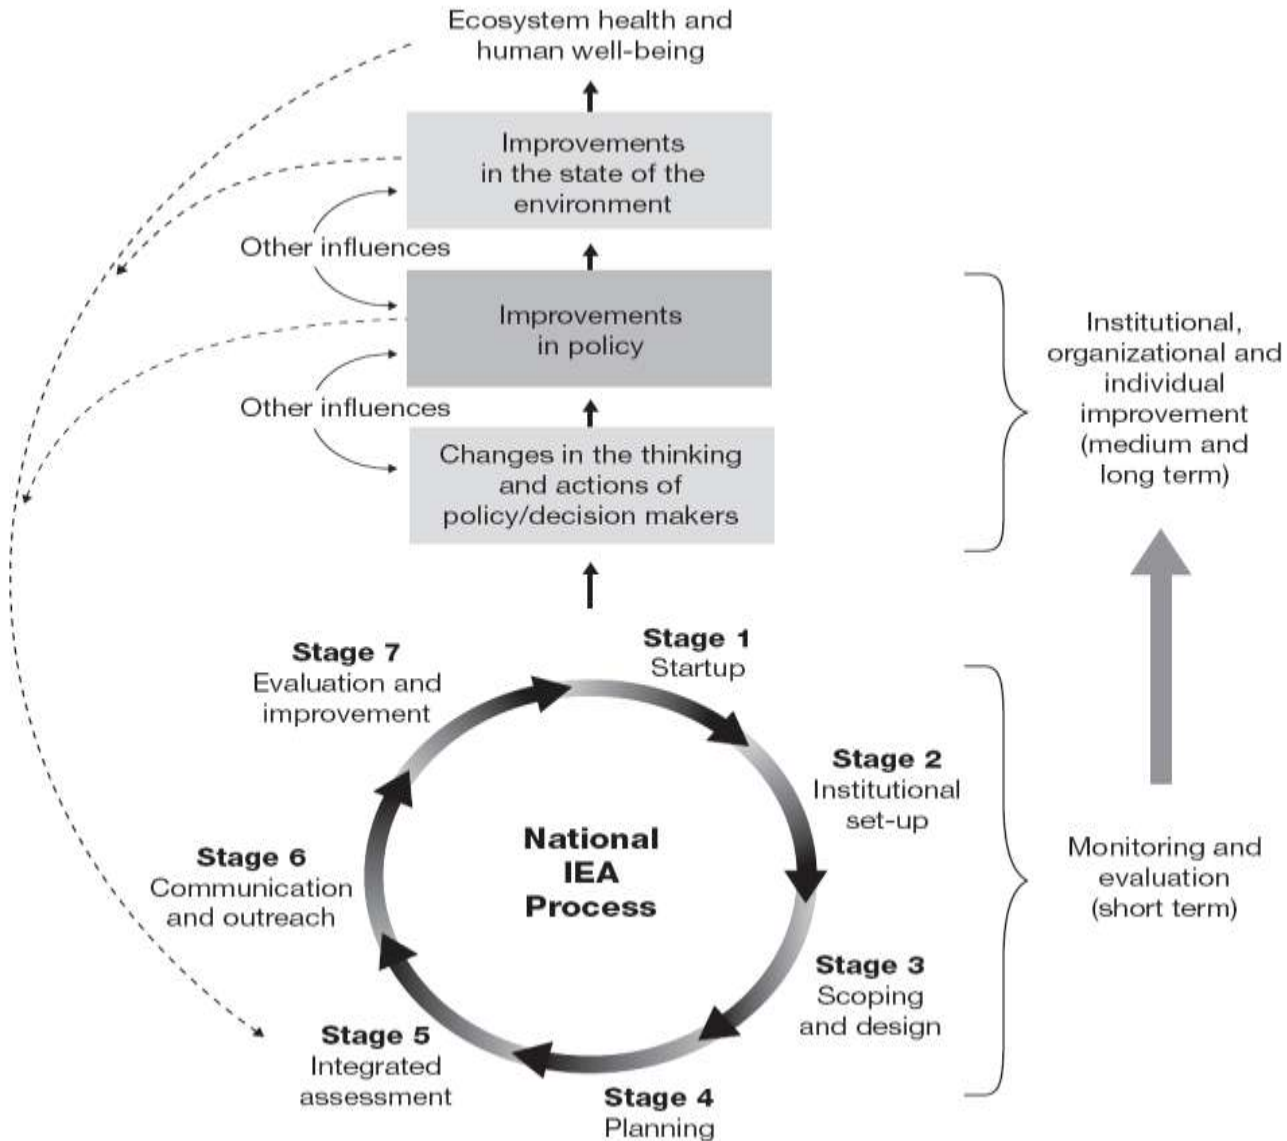 Ecosystem health and
human well-being
Improvements
in the state of the
environment
Other influences
Improvements
in policy
Other influences
Changes in the thinking
and actions of
policy/decision makers
Institutional,
organizational and
individual
improvement
(medium and
long term)
Stage 1
Startup
Stage 2
Institutional
set-up
Stage 3
Scoping
and design
Stage 4
Planning
Stage 5
Integrated
assessment
Stage 6
Communication
and outreach
Stage 7
Evaluation and
improvement
National
IEA
Process
Monitoring and
evaluation
(short term)